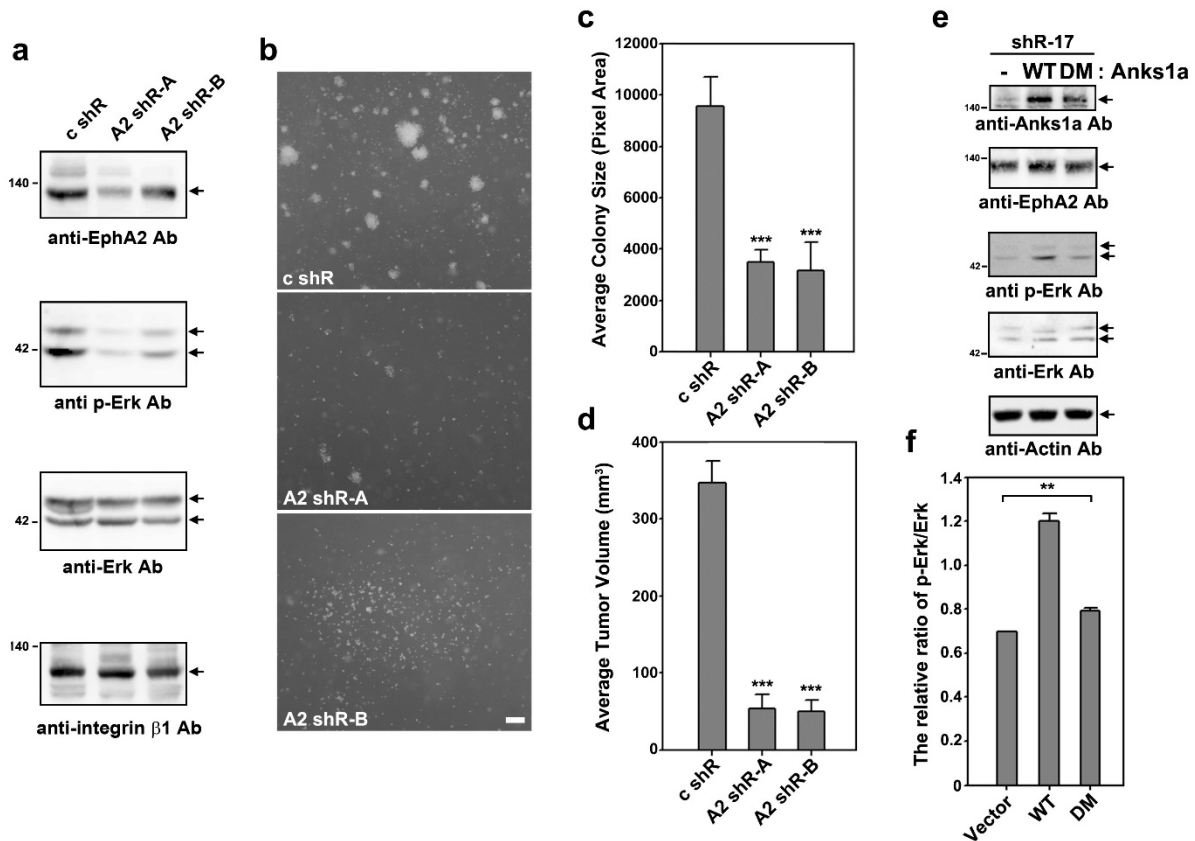 a
c shR
A2 shR-A
A2 shR-B
140
anti-EphA2 Ab
42
anti p-Erk Ab
42
anti-Erk Ab
140
anti-integrin β1 Ab
b
c shR
A2 shR-A
A2 shR-B
c
Average Colony Size (Pixel Area)
12000
10000
8000
6000
4000
2000
0
***
***
c shR
A2 shR-A
A2 shR-B
d
Average Tumor Volume (mm³)
400
300
200
100
0
***
***
c shR
A2 shR-A
A2 shR-B
e
shR-17
- WT DM : Anks1a
140
anti-Anks1a Ab
140
anti-EphA2 Ab
42
anti p-Erk Ab
42
anti-Erk Ab
anti-Actin Ab
f
The relative ratio of p-Erk/Erk
1.4
1.2
1.0
0.8
0.6
0.4
0.2
0
**
Vector
WT
DM